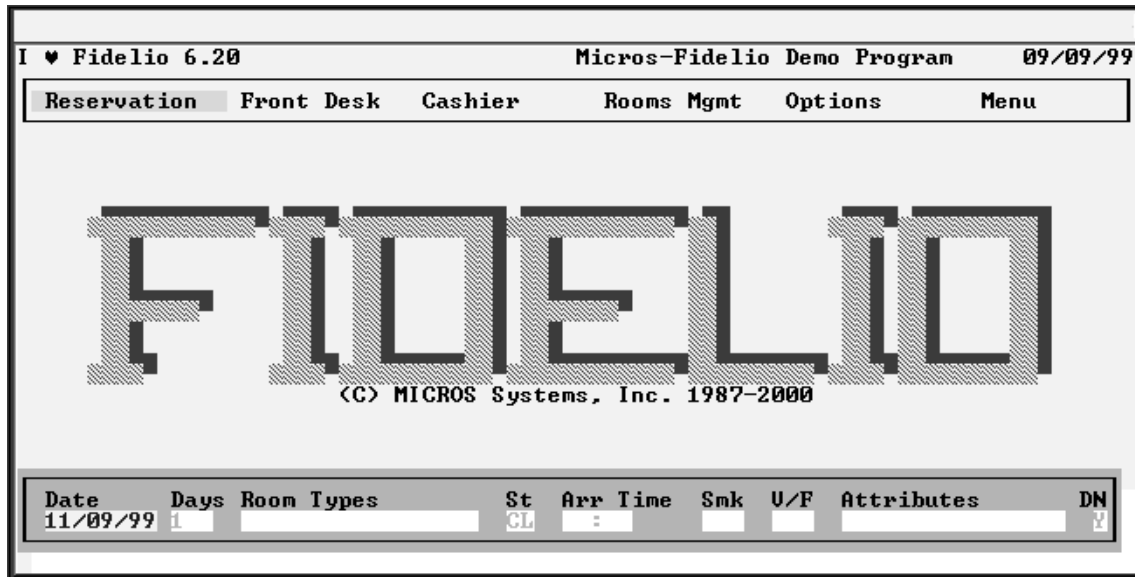 I ♥ Fidelio 6.20 Micros-Fidelio Demo Program 09/09/99
Reservation Front Desk Cashier Rooms Mgmt Options Menu
FIDELIO
(C) MICROS Systems, Inc. 1987-2000
Date Days Room Types St Arr Time Smk V/F Attributes DN
11/09/99 1 CL : Y